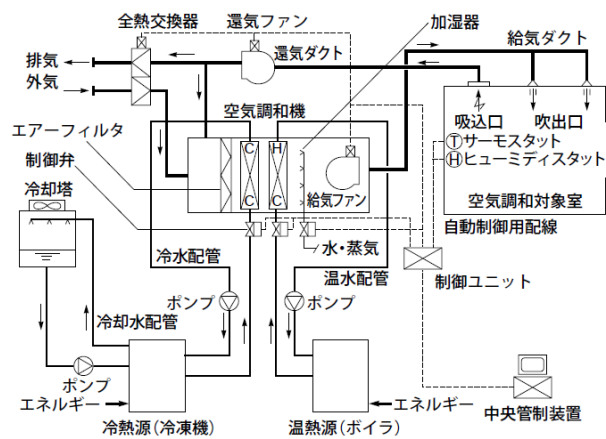 全熱交換器
還気ファン
加湿器
給気ダクト
排気
還気ダクト
外気
空気調和機
吸込口
吹出口
エアーフィルタ
Ⓣサーモスタット
制御弁
C
H
Ⓗヒューミディスタット
冷却塔
給気ファン
空気調和対象室
C
C
自動制御用配線
水・蒸気
冷水配管
温水配管
制御ユニット
ポンプ
ポンプ
冷却水配管
ポンプ
エネルギー
エネルギー
冷熱源(冷凍機)
温熱源(ボイラ)
中央管制装置